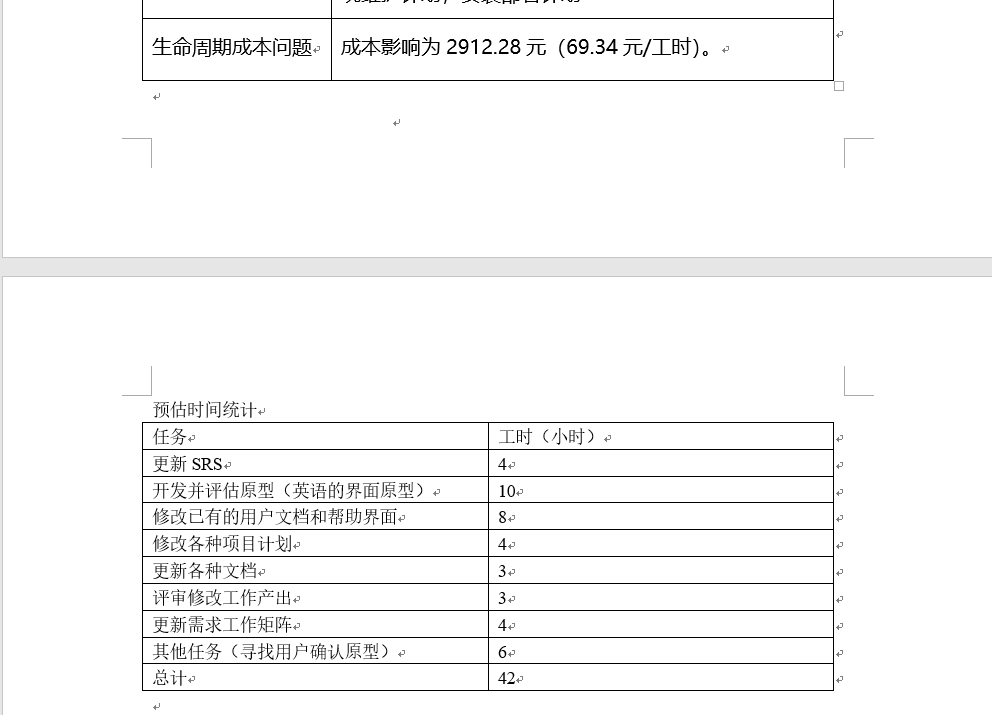 生命周期成本问题 成本影响为 2912.28 元（69.34 元/工时）。
预估时间统计
任务 工时（小时）
更新 SRS 4
开发并评估原型（英语的界面原型） 10
修改已有的用户文档和帮助界面 8
修改各种项目计划 4
更新各种文档 3
评审修改工作产出 3
更新需求工作矩阵 4
其他任务（寻找用户确认原型） 6
总计 42